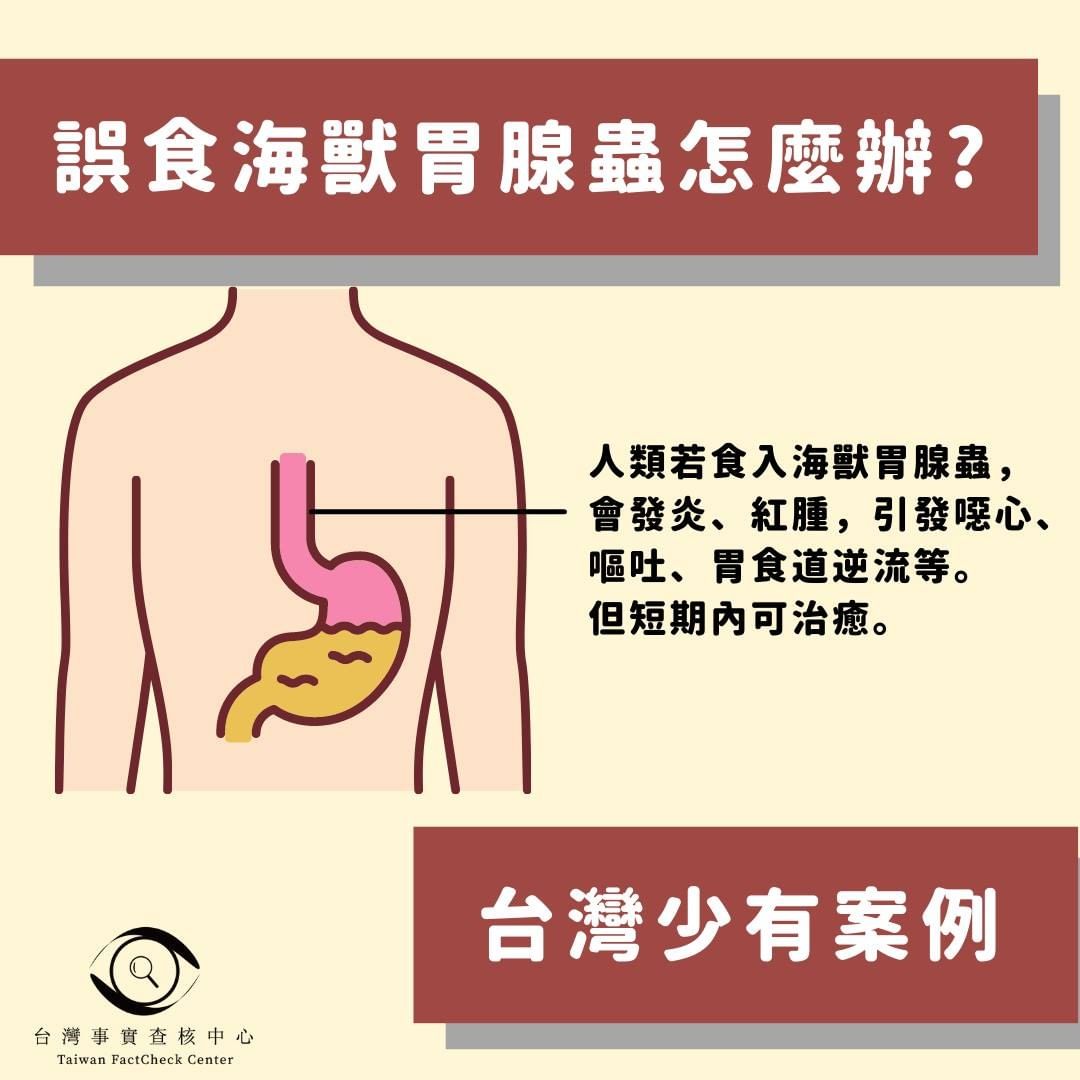 誤食海獸胃腺蟲怎麼辦?
人類若食入海獸胃腺蟲，
會發炎、紅腫，引發噁心、
嘔吐、胃食道逆流等。
但短期內可治癒。
台灣少有案例
台灣事實查核中心
Taiwan FactCheck Center